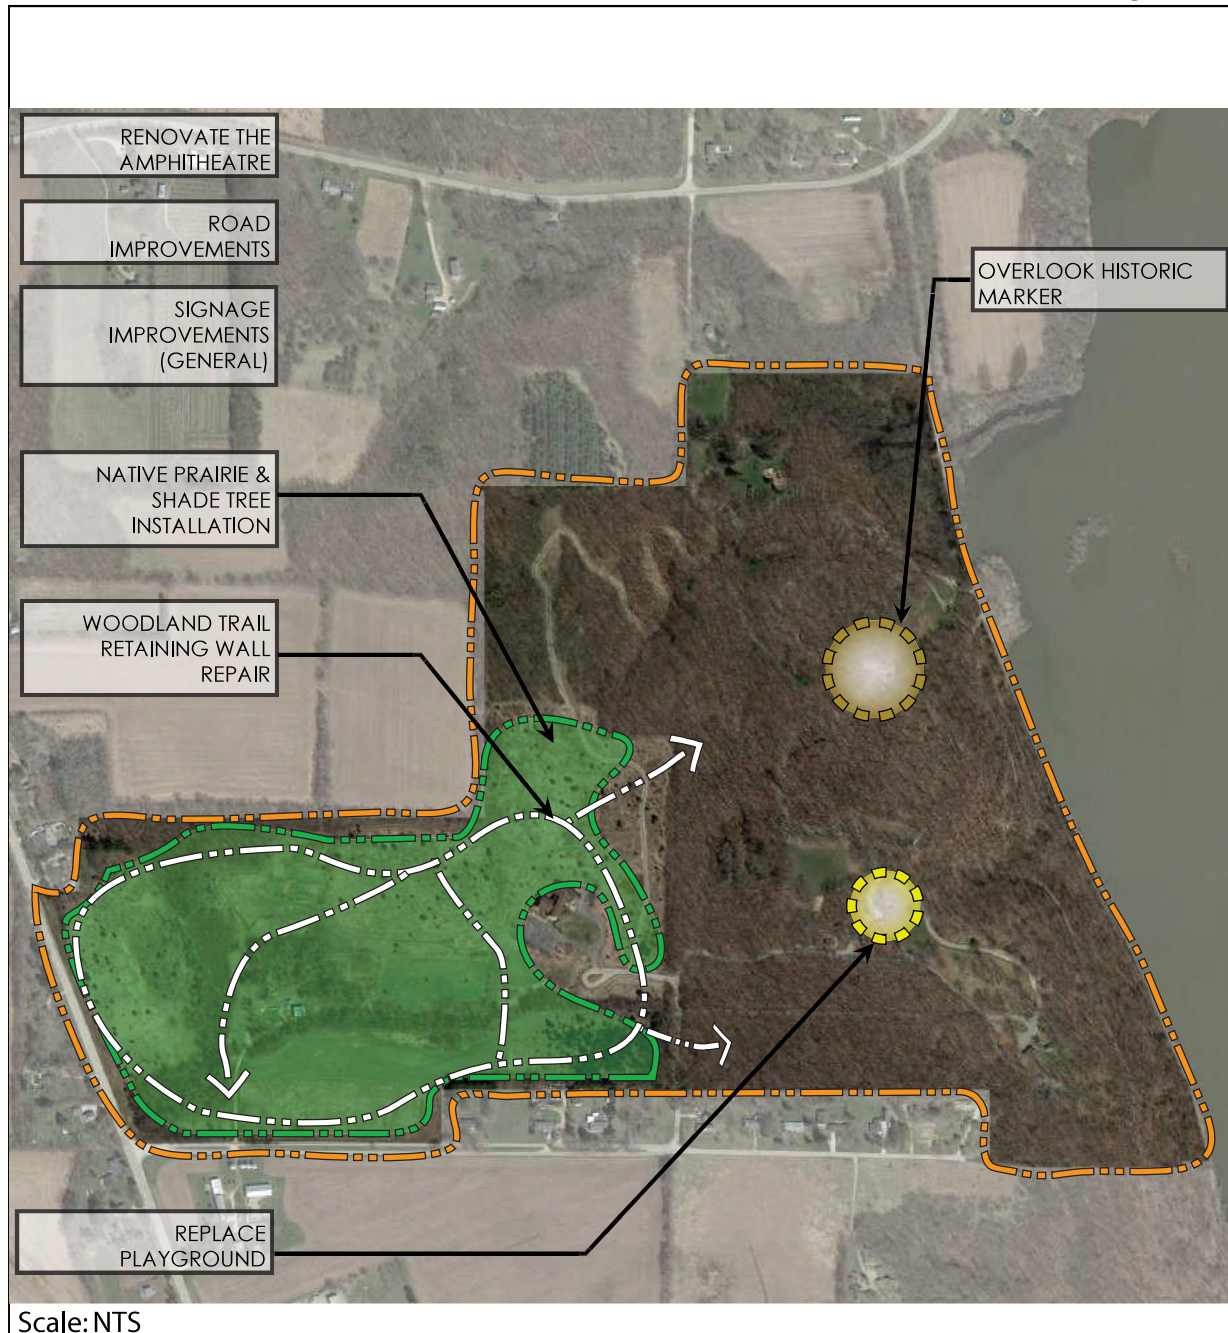 RENOVATE THE
AMPHITHEATRE
ROAD
IMPROVEMENTS
SIGNAGE
IMPROVEMENTS
(GENERAL)
OVERLOOK HISTORIC
MARKER
NATIVE PRAIRIE &
SHADE TREE
INSTALLATION
WOODLAND TRAIL
RETAINING WALL
REPAIR
REPLACE
PLAYGROUND
Scale: NTS